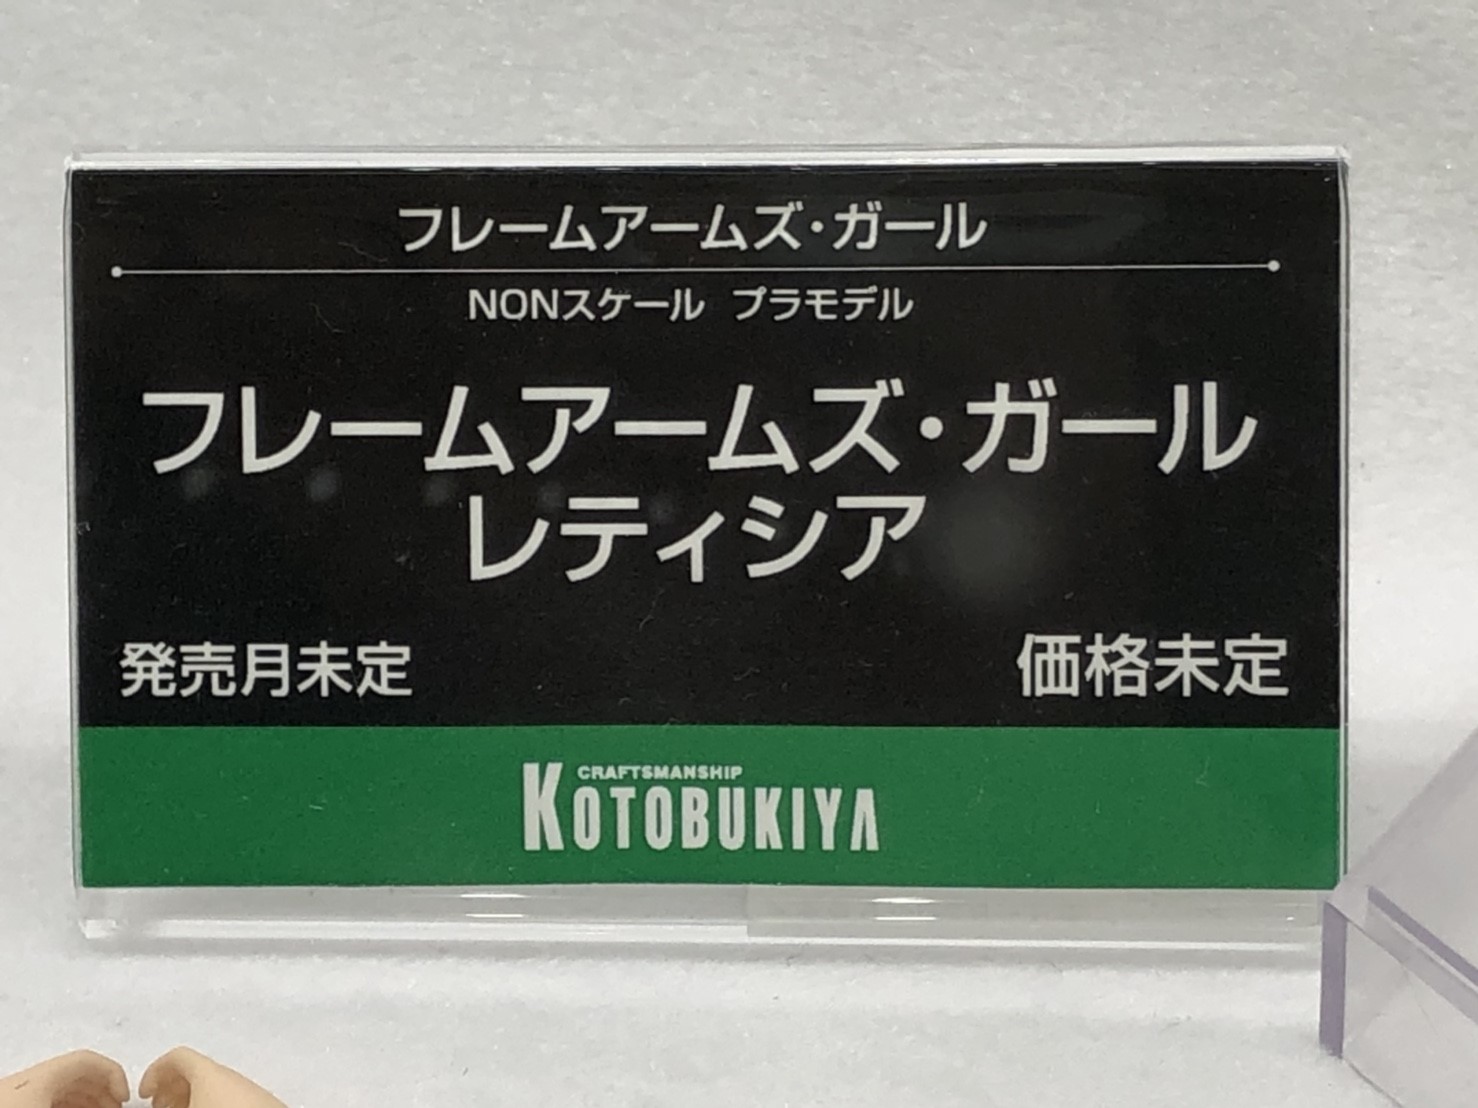 フレームアームズ・ガール
NONスケール プラモデル
フレームアームズ・ガール
レティシア
発売月未定
価格未定
CRAFTSMANSHIP
KOTOBUKIYA